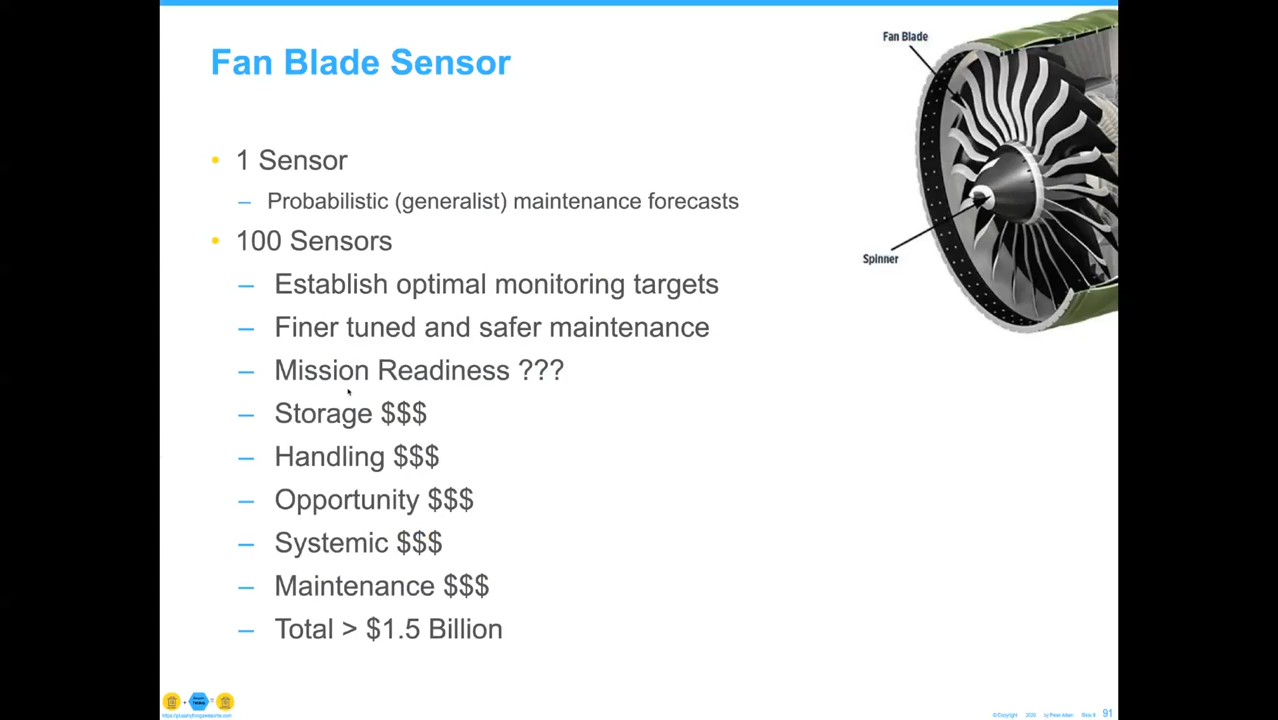 Fan Blade Sensor
Fan Blade
Spinner
• 1 Sensor
– Probabilistic (generalist) maintenance forecasts
• 100 Sensors
– Establish optimal monitoring targets
– Finer tuned and safer maintenance
– Mission Readiness ???
– Storage $$$
– Handling $$$
– Opportunity $$$
– Systemic $$$
– Maintenance $$$
– Total > $1.5 Billion
91